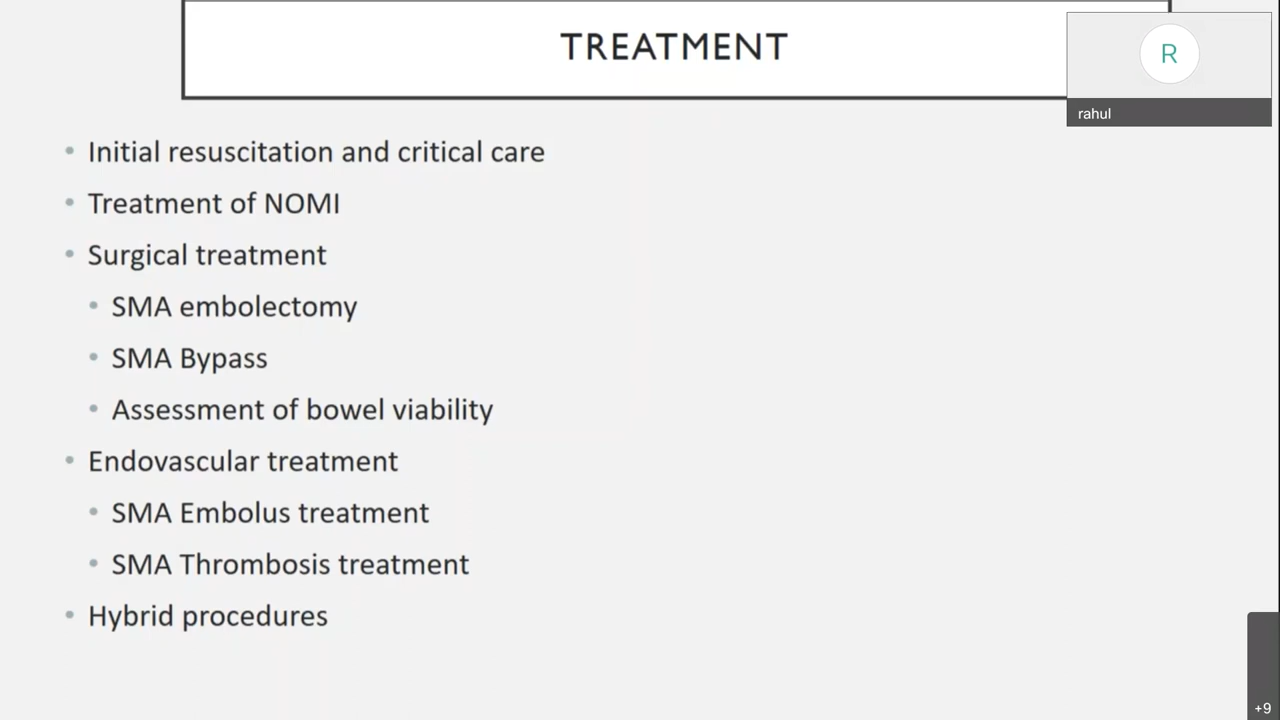 TREATMENT
R
rahul
• Initial resuscitation and critical care
• Treatment of NOMI
• Surgical treatment
• SMA embolectomy
• SMA Bypass
• Assessment of bowel viability
• Endovascular treatment
• SMA Embolus treatment
• SMA Thrombosis treatment
• Hybrid procedures
+9